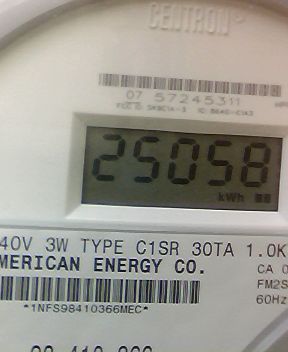 CENTRON
07 57245311
25058
kWh
40V 3W TYPE C1SR 30TA 1.0K
MERICAN ENERGY CO.
CA 0
FM2S
60Hz
*1NFS98410366MEC*